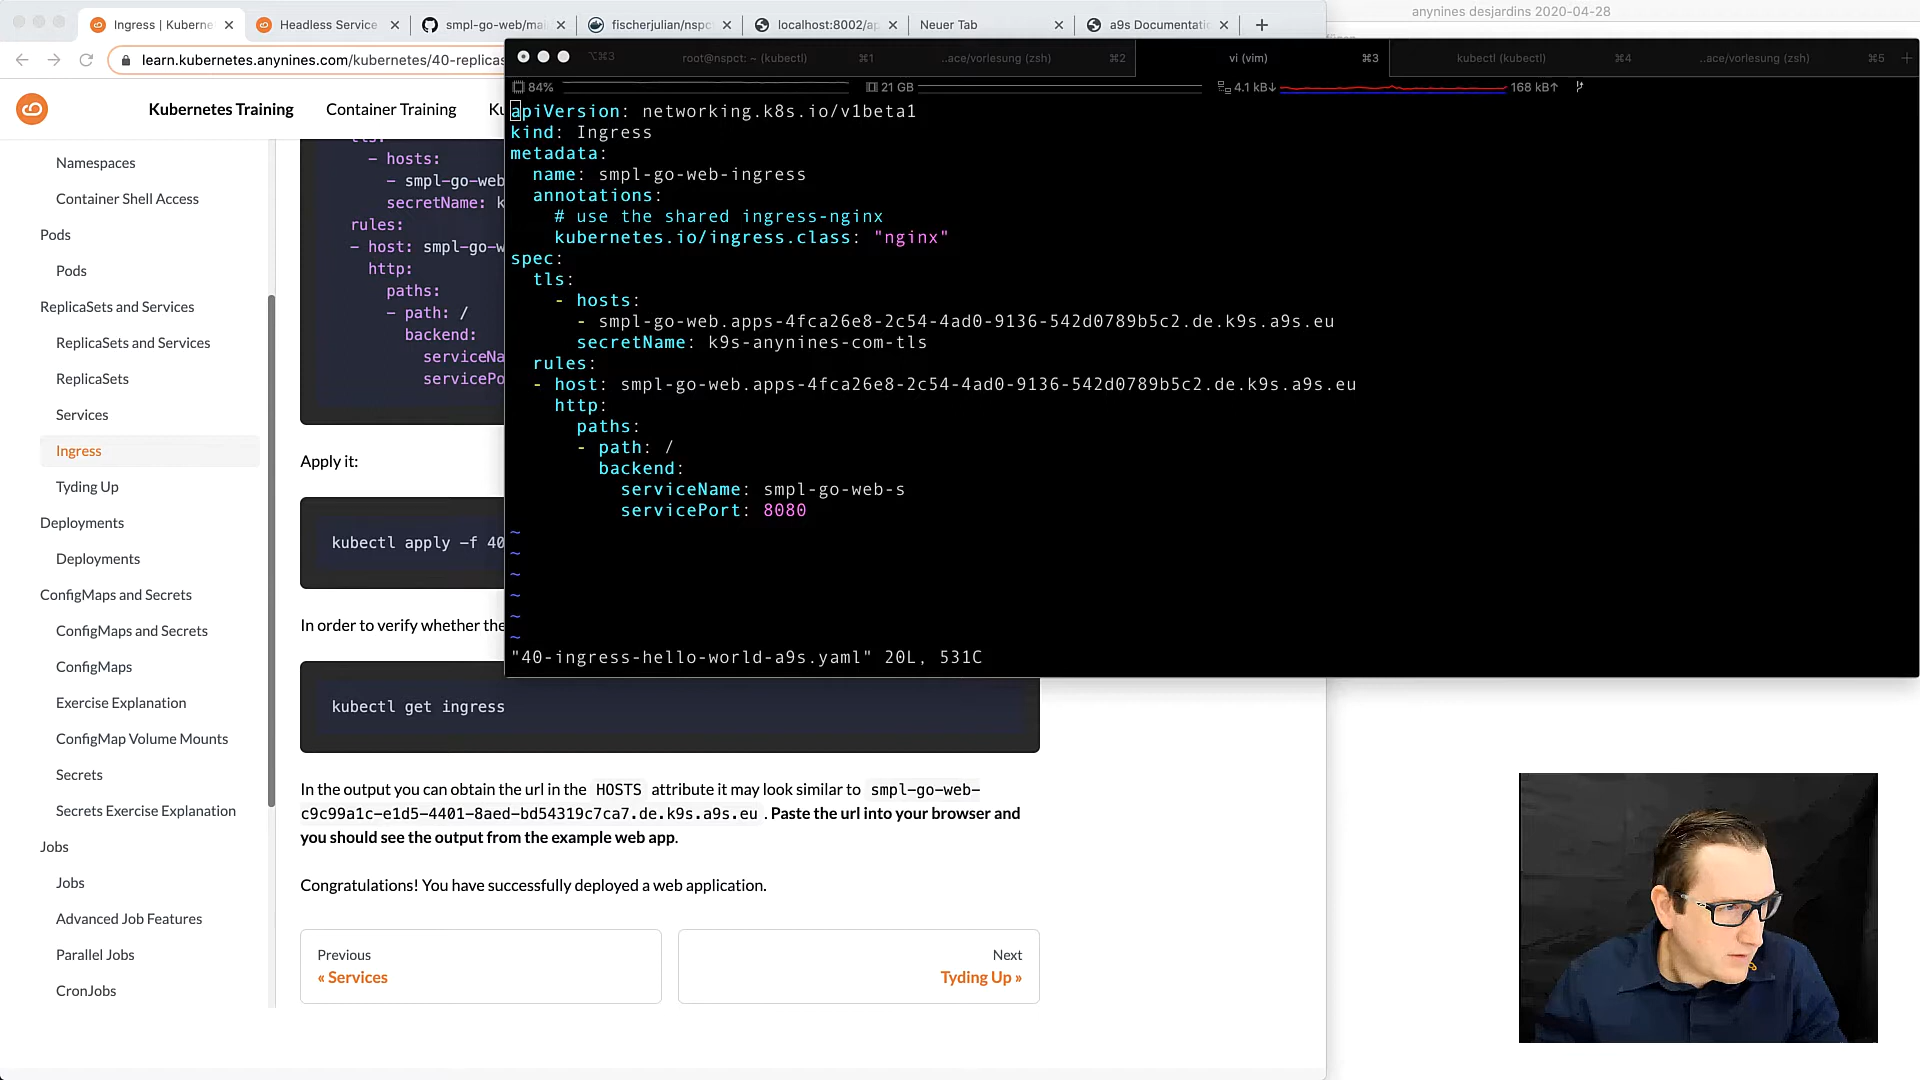 Ingress | Kuberne
Headless Service
smpl-go-web/mai
fischerjulian/nspc
localhost:8002/ap
Neuer Tab
a9s Documentati
anynines desjardins 2020-04-28
learn.kubernetes.anynines.com/kubernetes/40-replicas
⌥⌘3
root@nspct: ~ (kubectl) ⌘1
..ace/vorlesung (zsh) ⌘2
vi (vim) ⌘3
kubectl (kubectl) ⌘4
..ace/vorlesung (zsh) ⌘5
84%
21 GB
4.1 kB↓
168 kB↑
Kubernetes Training
Container Training
Ku
Namespaces
Container Shell Access
Pods
Pods
ReplicaSets and Services
ReplicaSets and Services
ReplicaSets
Services
Ingress
Tyding Up
Deployments
Deployments
ConfigMaps and Secrets
ConfigMaps and Secrets
ConfigMaps
Exercise Explanation
ConfigMap Volume Mounts
Secrets
Secrets Exercise Explanation
Jobs
Jobs
Advanced Job Features
Parallel Jobs
CronJobs
tls:
- hosts:
- smpl-go-web
secretName: k
rules:
- host: smpl-go-w
http:
paths:
- path: /
backend:
serviceNa
servicePo
Apply it:
kubectl apply -f 40
In order to verify whether the
kubectl get ingress
In the output you can obtain the url in the HOSTS attribute it may look similar to smpl-go-web-
c9c99a1c-e1d5-4401-8aed-bd54319c7ca7.de.k9s.a9s.eu . Paste the url into your browser and
you should see the output from the example web app.
Congratulations! You have successfully deployed a web application.
Previous
« Services
Next
Tyding Up »
apiVersion: networking.k8s.io/v1beta1
kind: Ingress
metadata:
name: smpl-go-web-ingress
annotations:
# use the shared ingress-nginx
kubernetes.io/ingress.class: "nginx"
spec:
tls:
- hosts:
- smpl-go-web.apps-4fca26e8-2c54-4ad0-9136-542d0789b5c2.de.k9s.a9s.eu
secretName: k9s-anynines-com-tls
rules:
- host: smpl-go-web.apps-4fca26e8-2c54-4ad0-9136-542d0789b5c2.de.k9s.a9s.eu
http:
paths:
- path: /
backend:
serviceName: smpl-go-web-s
servicePort: 8080
~
~
~
~
~
~
"40-ingress-hello-world-a9s.yaml" 20L, 531C